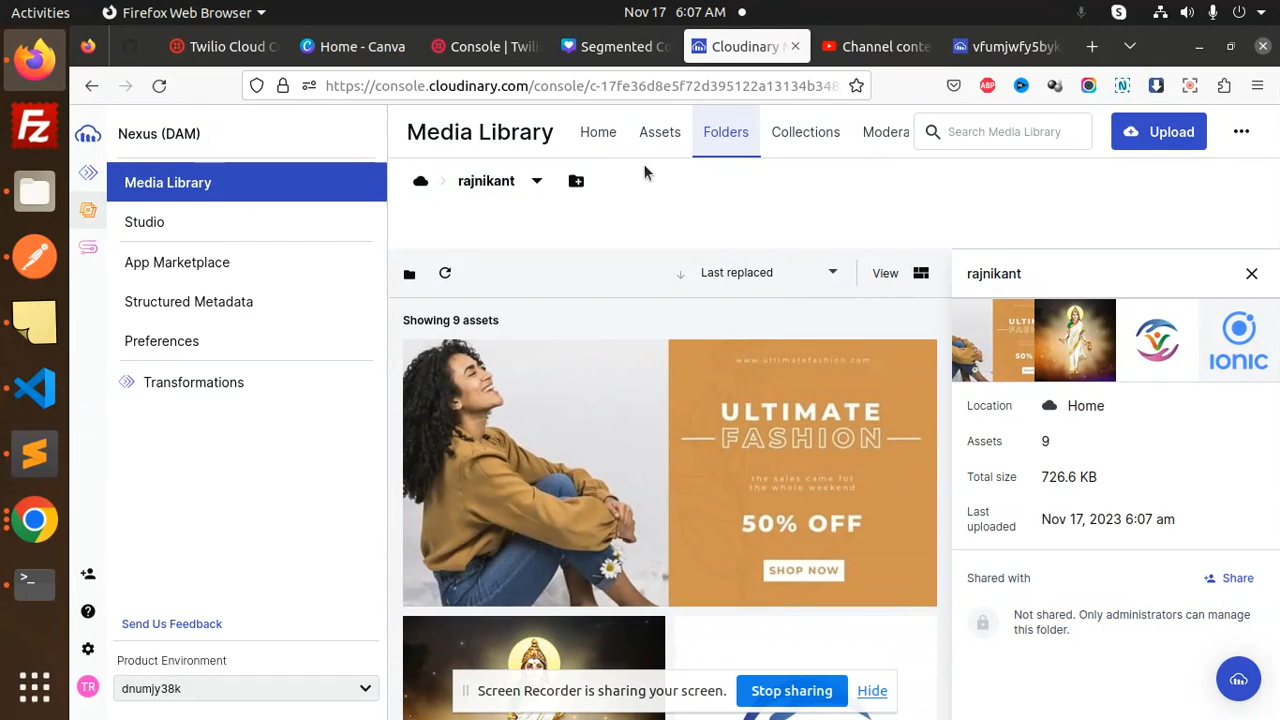 Activities
Firefox Web Browser
Nov 17 6:07 AM
Twilio Cloud C
Home - Canva
Console | Twili
Segmented Co
Cloudinary M
Channel conte
vfumjwfy5byk
https://console.cloudinary.com/console/c-17fe36d8e5f72d395122a13134b348
ABP
Nexus (DAM)
Media Library
Studio
App Marketplace
Structured Metadata
Preferences
Transformations
Send Us Feedback
Product Environment
TR
dnumjy38k
Media Library
Home
Assets
Folders
Collections
Modera
Search Media Library
Upload
rajnikant
Last replaced
View
Showing 9 assets
www.ultimatefashion.com
ULTIMATE
FASHION
the sales came for
the whole weekend
50% OFF
SHOP NOW
rajnikant
ULTIM
FASH
50%
IONIC
Location
Home
Assets
9
Total size
726.6 KB
Last
uploaded
Nov 17, 2023 6:07 am
Shared with
Share
Not shared. Only administrators can manage
this folder.
Screen Recorder is sharing your screen.
Stop sharing
Hide